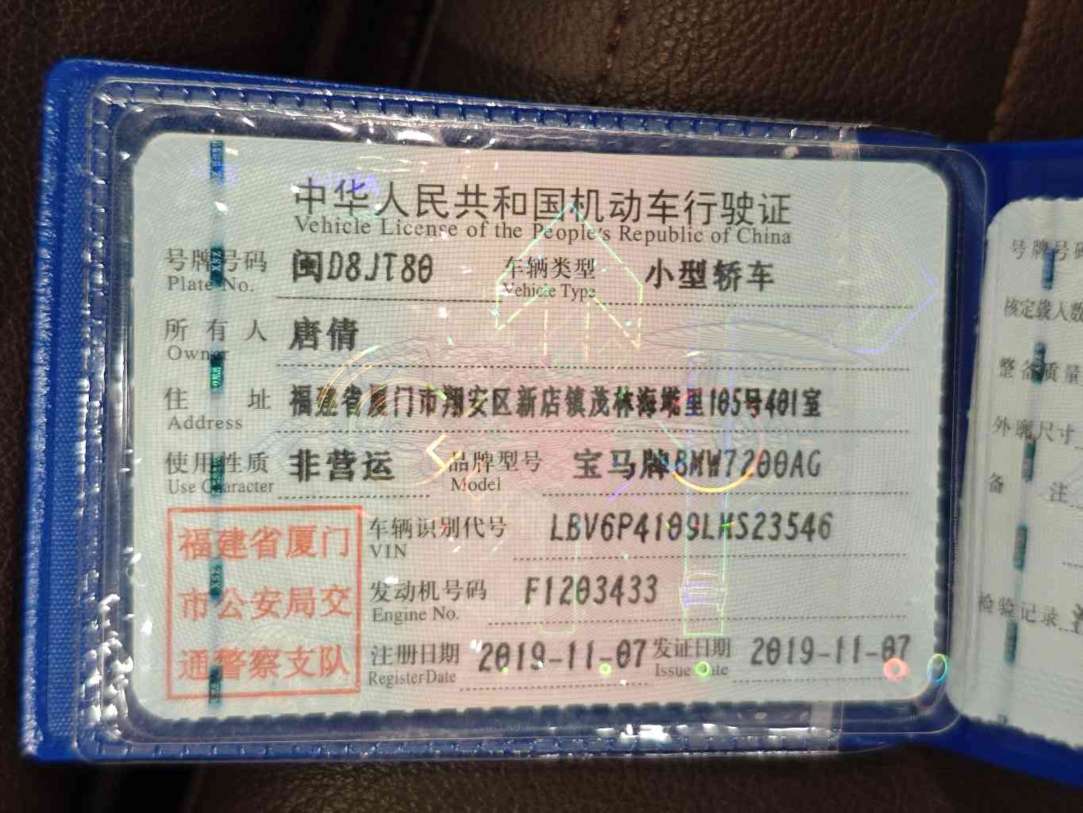 中华人民共和国机动车行驶证
Vehicle License of the People's Republic of China
号牌号码 闽D8JT80 车辆类型 小型轿车
Plate No. Vehicle Type
所有人 唐倩
Owner
住址 福建省厦门市翔安区新店镇茂林海墘里105号401室
Address
使用性质 非营运 品牌型号 宝马牌BMW7200AG
Use Character Model
车辆识别代号 LBV6P4109LMS23546
VIN
发动机号码 F1203433
Engine No.
注册日期 2019-11-07 发证日期 2019-11-07
Register Date Issue Date
福建省厦门
市公安局交
通警察支队
号牌号码
核定载人数
整备质量
外廓尺寸
备注
检验记录